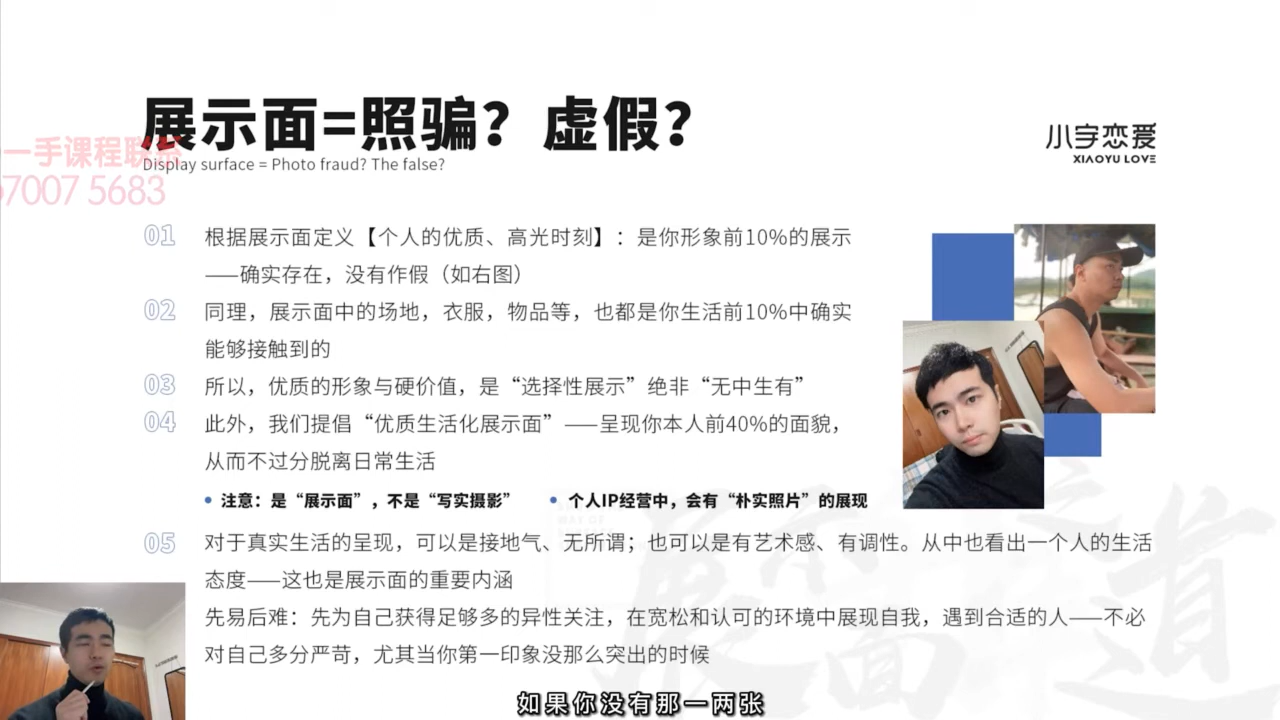 展示面=照骗？虚假？
一手课程联系
67007 5683
Display surface = Photo fraud? The false?
小宇恋爱
XIAOYU LOVE
01 根据展示面定义【个人的优质、高光时刻】：是你形象前10%的展示
——确实存在，没有作假（如右图）
02 同理，展示面中的场地，衣服，物品等，也都是你生活前10%中确实
能够接触到的
03 所以，优质的形象与硬价值，是“选择性展示”绝非“无中生有”
04 此外，我们提倡“优质生活化展示面”——呈现你本人前40%的面貌，
从而不过分脱离日常生活
注意：是“展示面”，不是“写实摄影”
个人IP经营中，会有“朴实照片”的展现
05 对于真实生活的呈现，可以是接地气、无所谓；也可以是有艺术感、有调性。从中也看出一个人的生活
态度——这也是展示面的重要内涵
先易后难：先为自己获得足够多的异性关注，在宽松和认可的环境中展现自我，遇到合适的人——不必
对自己多分严苛，尤其当你第一印象没那么突出的时候
展示面之道
如果你没有那一两张